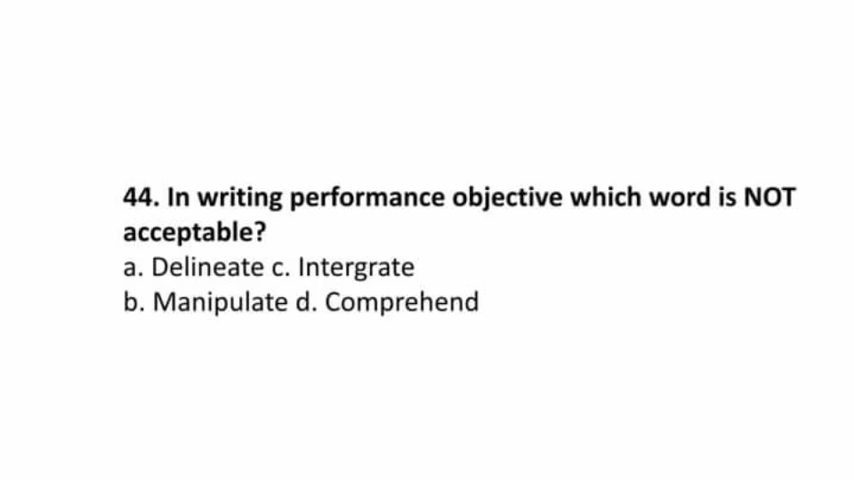 44. In writing performance objective which word is NOT
acceptable?
a. Delineate c. Intergrate
b. Manipulate d. Comprehend